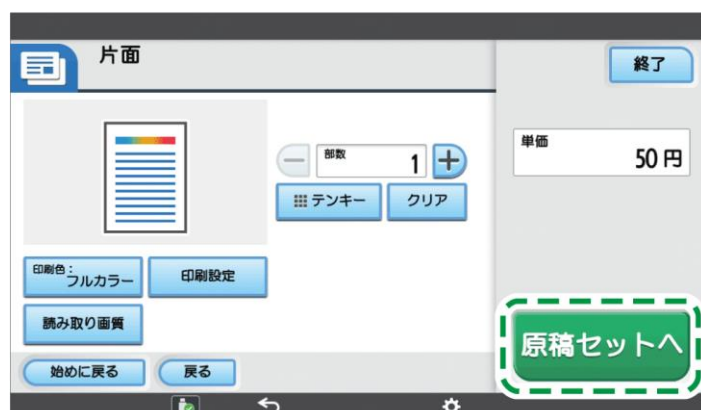 片面
終了
部数
1
単価
50 円
テンキー
クリア
印刷色:
フルカラー
印刷設定
読み取り画質
原稿セットへ
始めに戻る
戻る